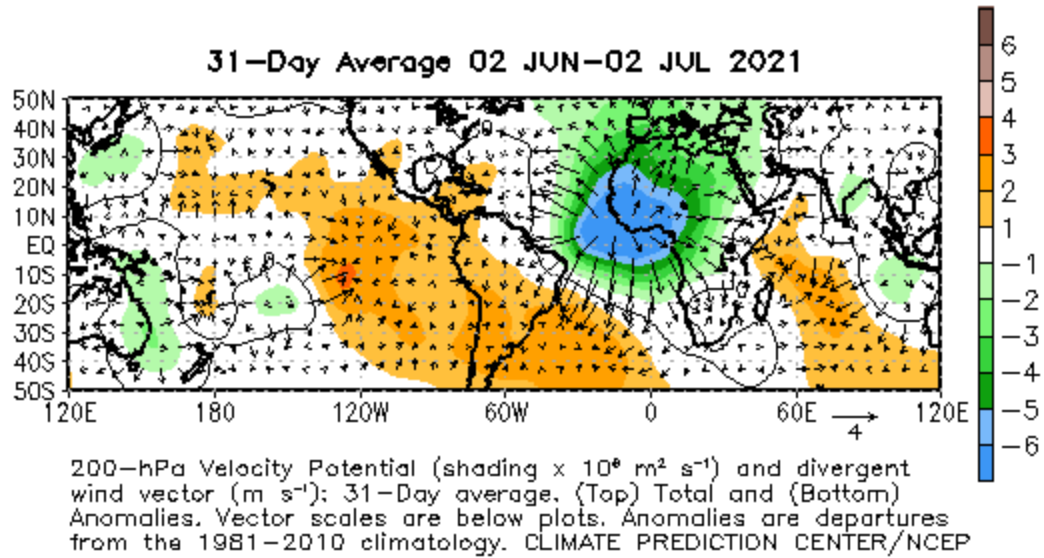 31-Day Average 02 JUN-02 JUL 2021
50N
40N
30N
20N
10N
EQ
10S
20S
30S
40S
50S
120E 180 120W 60W 0 60E 120E
0
0
0
4
6
5
4
3
2
1
-1
-2
-3
-4
-5
-6
200-hPa Velocity Potential (shading x 10⁶ m² s⁻¹) and divergent
wind vector (m s⁻¹): 31-Day average. (Top) Total and (Bottom)
Anomalies. Vector scales are below plots. Anomalies are departures
from the 1981-2010 climatology. CLIMATE PREDICTION CENTER/NCEP